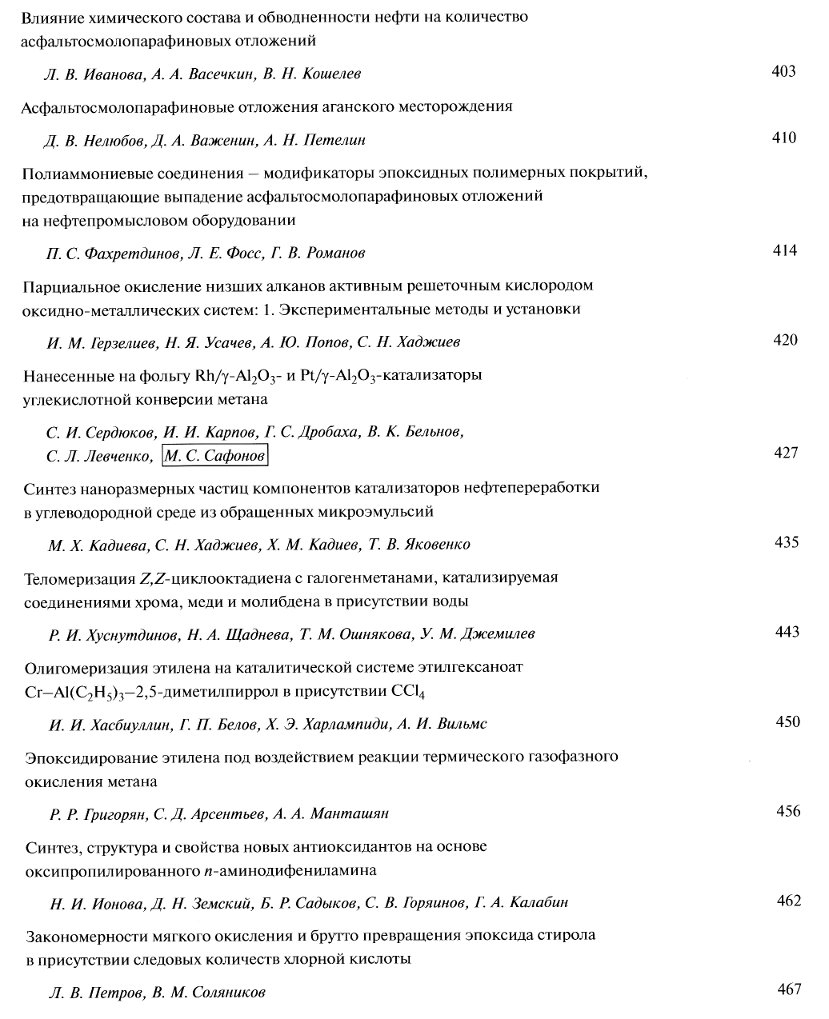 Влияние химического состава и обводненности нефти на количество
асфальтосмолопарафиновых отложений
Л. В. Иванова, А. А. Васечкин, В. Н. Кошелев 403
Асфальтосмолопарафиновые отложения аганского месторождения
Д. В. Нелюбов, Д. А. Важенин, А. Н. Петелин 410
Полиаммониевые соединения – модификаторы эпоксидных полимерных покрытий,
предотвращающие выпадение асфальтосмолопарафиновых отложений
на нефтепромысловом оборудовании
П. С. Фахретдинов, Л. Е. Фосс, Г. В. Романов 414
Парциальное окисление низших алканов активным решеточным кислородом
оксидно-металлических систем: 1. Экспериментальные методы и установки
И. М. Герзелиев, Н. Я. Усачев, А. Ю. Попов, С. Н. Хаджиев 420
Нанесенные на фольгу Rh/γ-Al₂O₃- и Pt/γ-Al₂O₃-катализаторы
углекислотной конверсии метана
С. И. Сердюков, И. И. Карпов, Г. С. Дробаха, В. К. Бельнов,
С. Л. Левченко, М. С. Сафонов 427
Синтез наноразмерных частиц компонентов катализаторов нефтепереработки
в углеводородной среде из обращенных микроэмульсий
М. Х. Кадиева, С. Н. Хаджиев, Х. М. Кадиев, Т. В. Яковенко 435
Теломеризация Z,Z-циклооктадиена с галогенметанами, катализируемая
соединениями хрома, меди и молибдена в присутствии воды
Р. И. Хуснутдинов, Н. А. Щаднева, Т. М. Ошнякова, У. М. Джемилев 443
Олигомеризация этилена на каталитической системе этилгексаноат
Cr–Al(C₂H₅)₃–2,5-диметилпиррол в присутствии CCl₄
И. И. Хасбиуллин, Г. П. Белов, Х. Э. Харлампиди, А. И. Вильмс 450
Эпоксидирование этилена под воздействием реакции термического газофазного
окисления метана
Р. Р. Григорян, С. Д. Арсентьев, А. А. Манташян 456
Синтез, структура и свойства новых антиоксидантов на основе
оксипропилированного n-аминодифениламина
Н. И. Ионова, Д. Н. Земский, Б. Р. Садыков, С. В. Горяинов, Г. А. Калабин 462
Закономерности мягкого окисления и брутто превращения эпоксида стирола
в присутствии следовых количеств хлорной кислоты
Л. В. Петров, В. М. Соляников 467